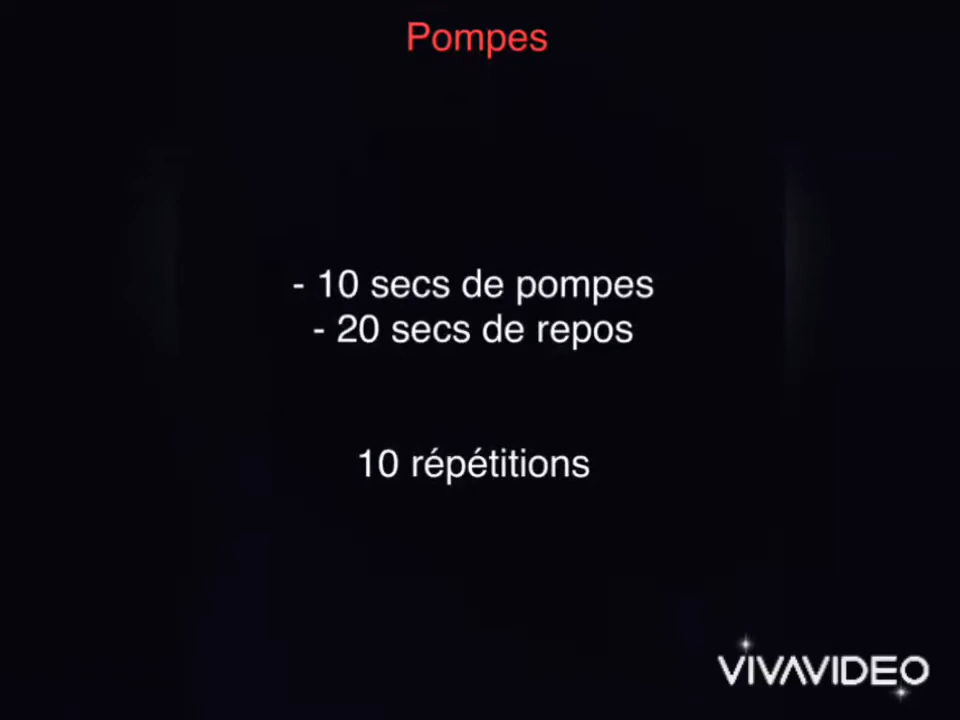 Pompes
- 10 secs de pompes
- 20 secs de repos
10 répétitions
VIVAVIDEO